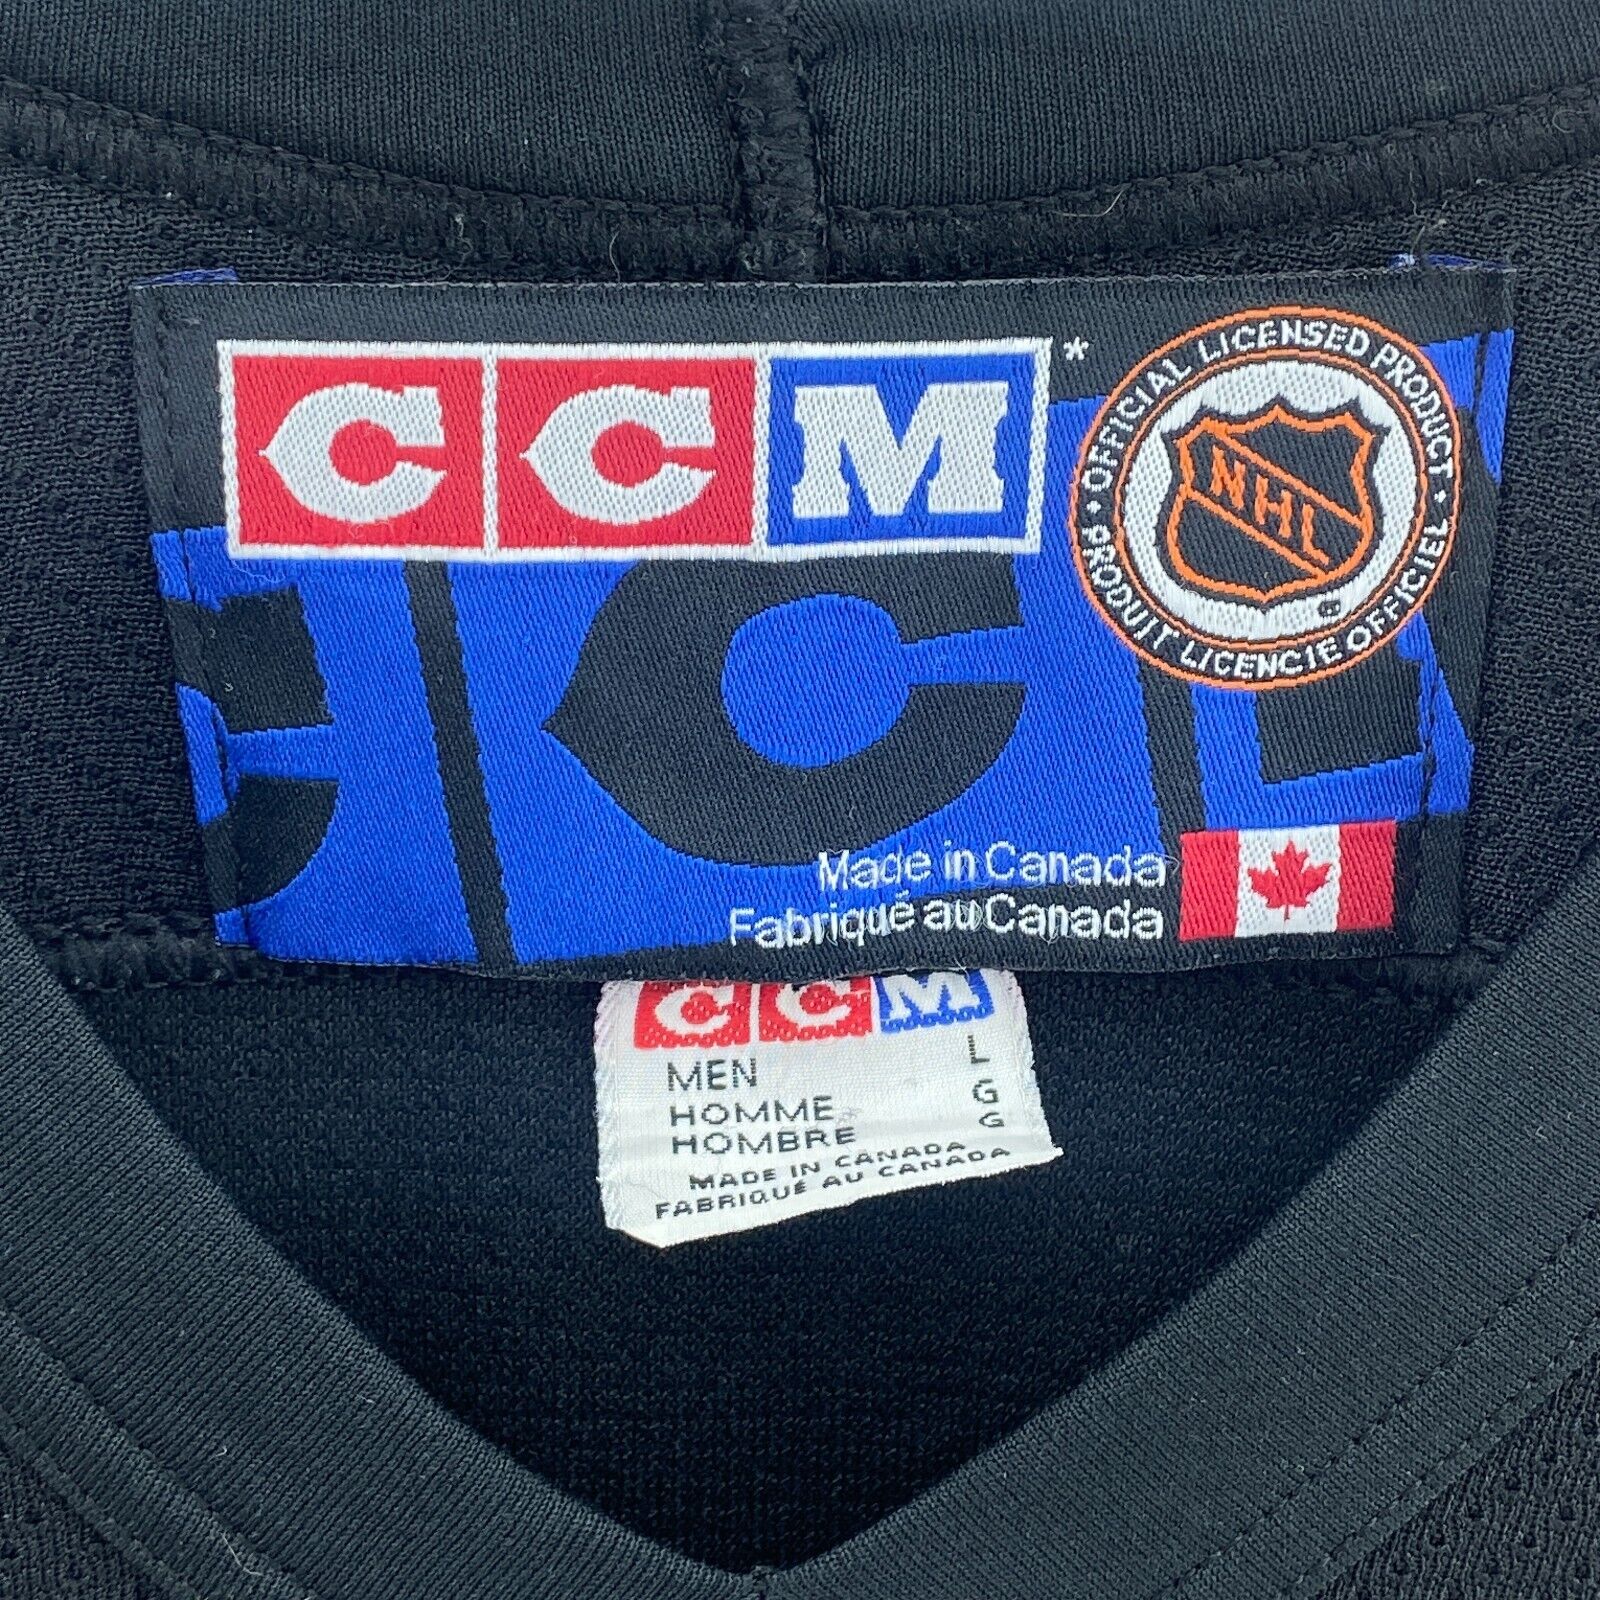 CCM*
OFFICIAL LICENSED PRODUCT
NHL
PRODUIT LICENCIE OFFICIEL
Made in Canada
Fabriqué au Canada
CCM
MEN L
HOMME G
HOMBRE G
MADE IN CANADA
FABRIQUÉ AU CANADA